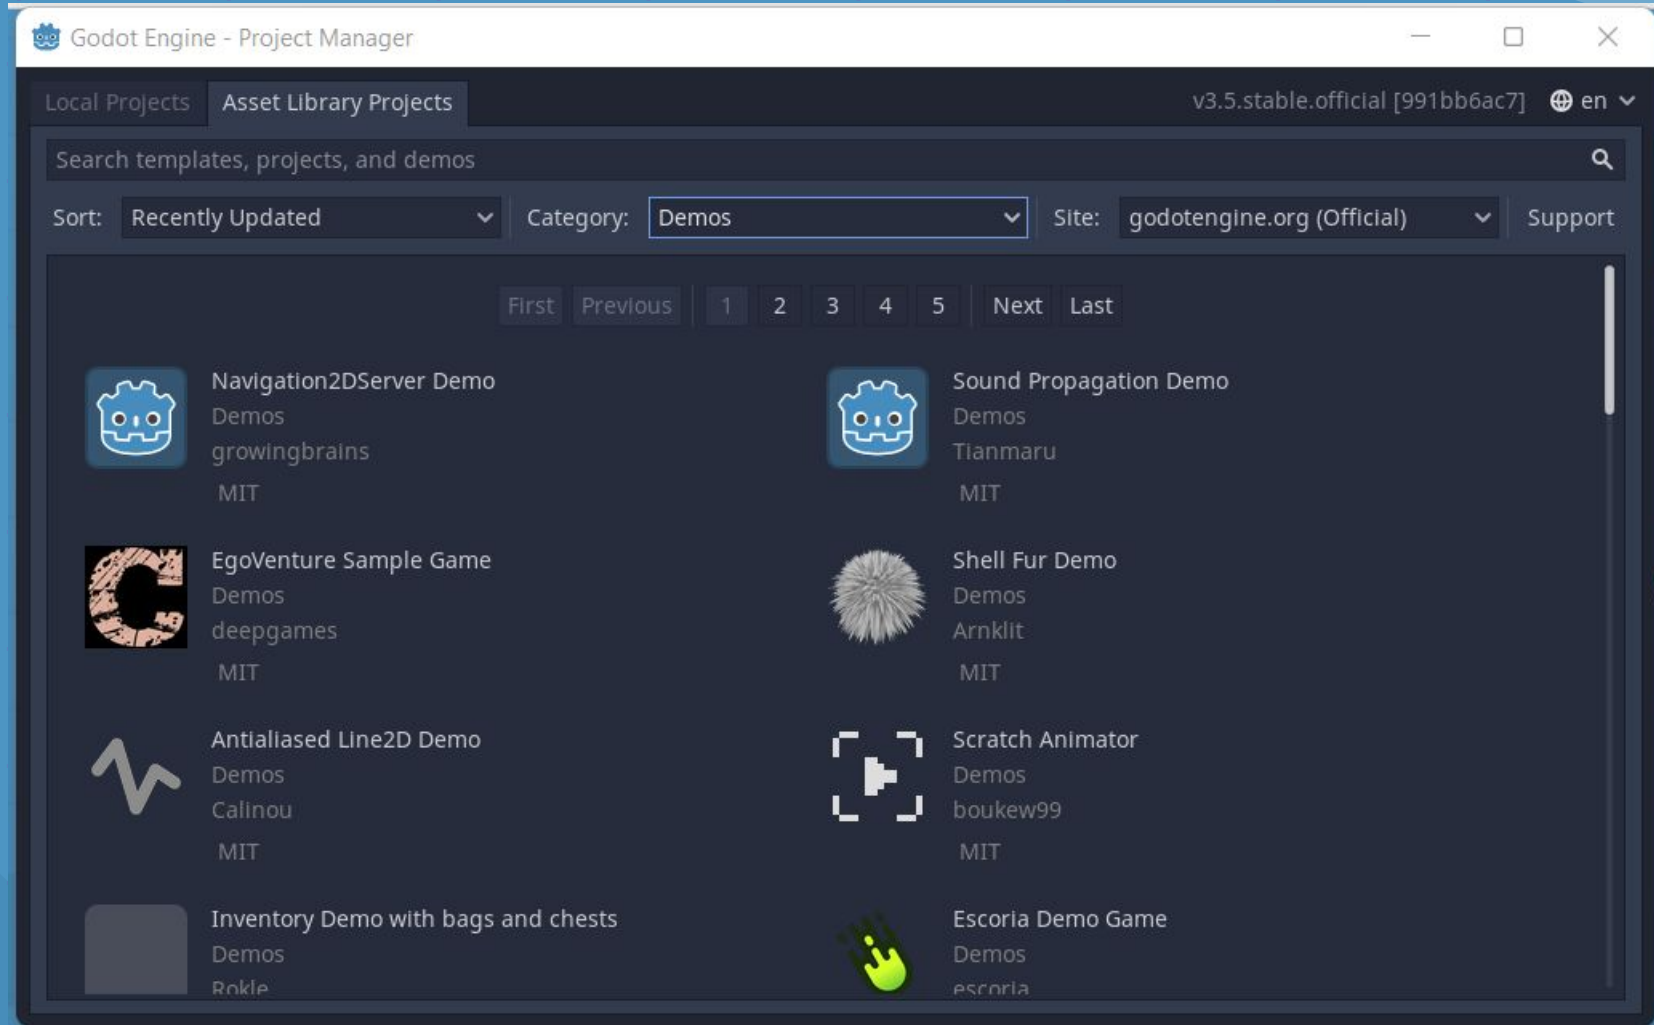 Godot Engine - Project Manager
Local Projects Asset Library Projects v3.5.stable.official [991bb6ac7] en
Search templates, projects, and demos
Sort: Recently Updated Category: Demos Site: godotengine.org (Official) Support
First Previous 1 2 3 4 5 Next Last
Navigation2DServer Demo
Demos
growingbrains
MIT
Sound Propagation Demo
Demos
Tianmaru
MIT
EgoVenture Sample Game
Demos
deepgames
MIT
Shell Fur Demo
Demos
Arnklit
MIT
Antialiased Line2D Demo
Demos
Calinou
MIT
Scratch Animator
Demos
boukew99
MIT
Inventory Demo with bags and chests
Demos
Rokle
Escoria Demo Game
Demos
escoria